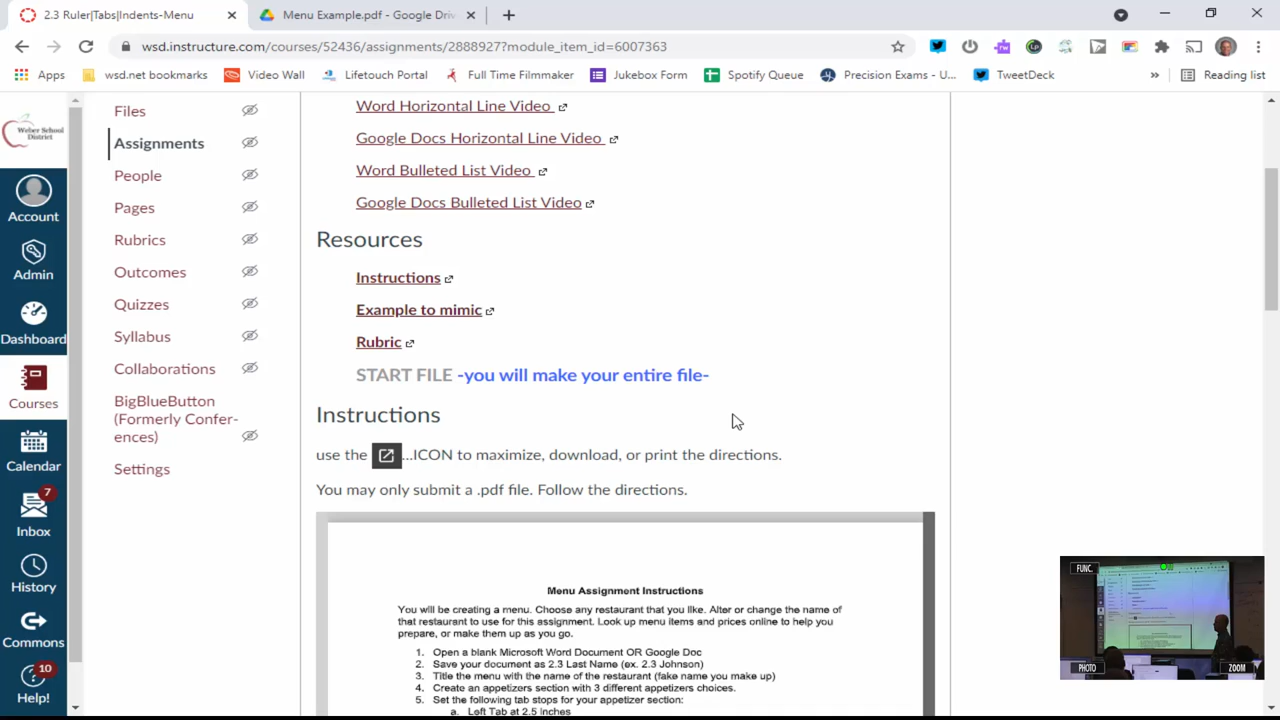 2.3 Ruler|Tabs|Indents-Menu
Menu Example.pdf - Google Driv
wsd.instructure.com/courses/52436/assignments/2888927?module_item_id=6007363
Apps
wsd.net bookmarks
Video Wall
Lifetouch Portal
Full Time Filmmaker
Jukebox Form
Spotify Queue
Precision Exams - U...
TweetDeck
»
Reading list
Weber School
District
Account
Admin
Dashboard
Courses
Calendar
7
Inbox
History
Commons
10
Help!
Files
Assignments
People
Pages
Rubrics
Outcomes
Quizzes
Syllabus
Collaborations
BigBlueButton
(Formerly Confer-
ences)
Settings
Word Horizontal Line Video
Google Docs Horizontal Line Video
Word Bulleted List Video
Google Docs Bulleted List Video
Resources
Instructions
Example to mimic
Rubric
START FILE -you will make your entire file-
Instructions
use the ...ICON to maximize, download, or print the directions.
You may only submit a .pdf file. Follow the directions.
Menu Assignment Instructions
You will be creating a menu. Choose any restaurant that you like. Alter or change the name of
that restaurant to use for this assignment. Look up menu items and prices online to help you
prepare, or make them up as you go.
1. Open a blank Microsoft Word Document OR Google Doc
2. Save your document as 2.3 Last Name (ex. 2.3 Johnson)
3. Title the menu with the name of the restaurant (fake name you make up)
4. Create an appetizers section with 3 different appetizers choices.
5. Set the following tab stops for your appetizer section:
a. Left Tab at 2.5 Inches
FUNC.
PHOTO
ZOOM